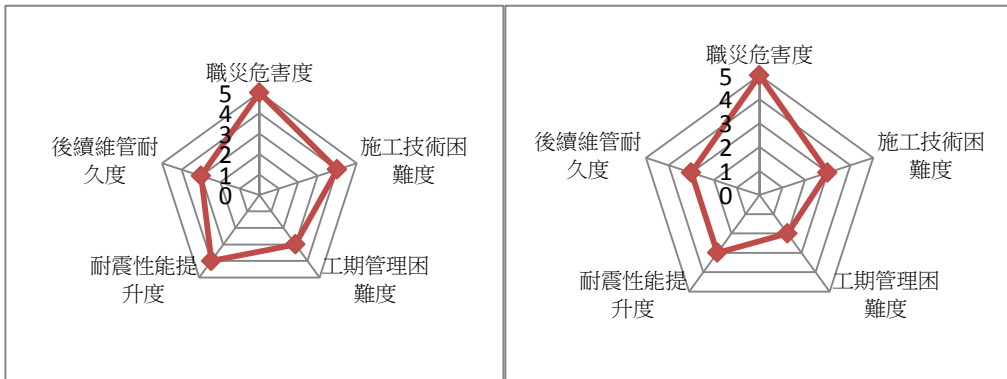 職災危害度
5
4
3
2
1
0
施工技術困
難度
工期管理困
難度
耐震性能提
升度
後續維管耐
久度
職災危害度
5
4
3
2
1
0
施工技術困
難度
工期管理困
難度
耐震性能提
升度
後續維管耐
久度